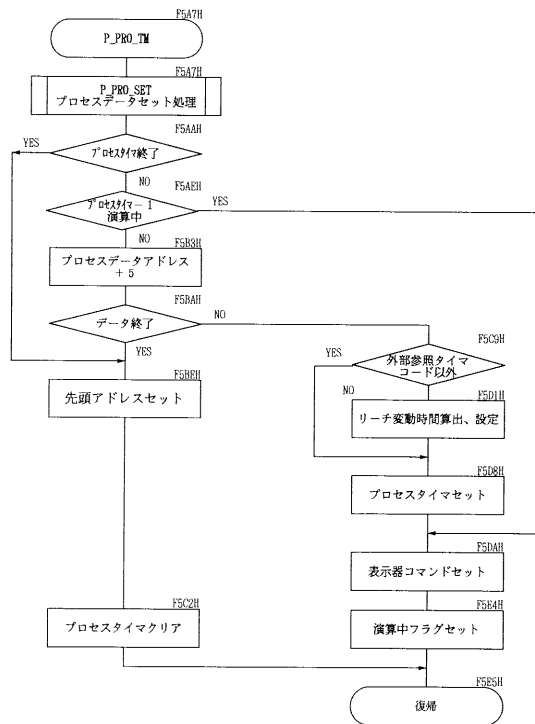 F5A7H
P_PRO_TM
F5A7H
P_PRO_SET
プロセスデータセット処理
F5AAH
YES
プロセスタイマ終了
NO
F5AEH
プロセスタイマ－1
演算中
YES
NO
F5B3H
プロセスデータアドレス
＋5
F5BAH
データ終了
NO
YES
F5C9H
外部参照タイマ
コード以外
YES
NO
F5BEH
先頭アドレスセット
F5D1H
リーチ変動時間算出、設定
F5D8H
プロセスタイマセット
F5DAH
表示器コマンドセット
F5C2H
プロセスタイマクリア
F5E4H
演算中フラグセット
F5E5H
復帰